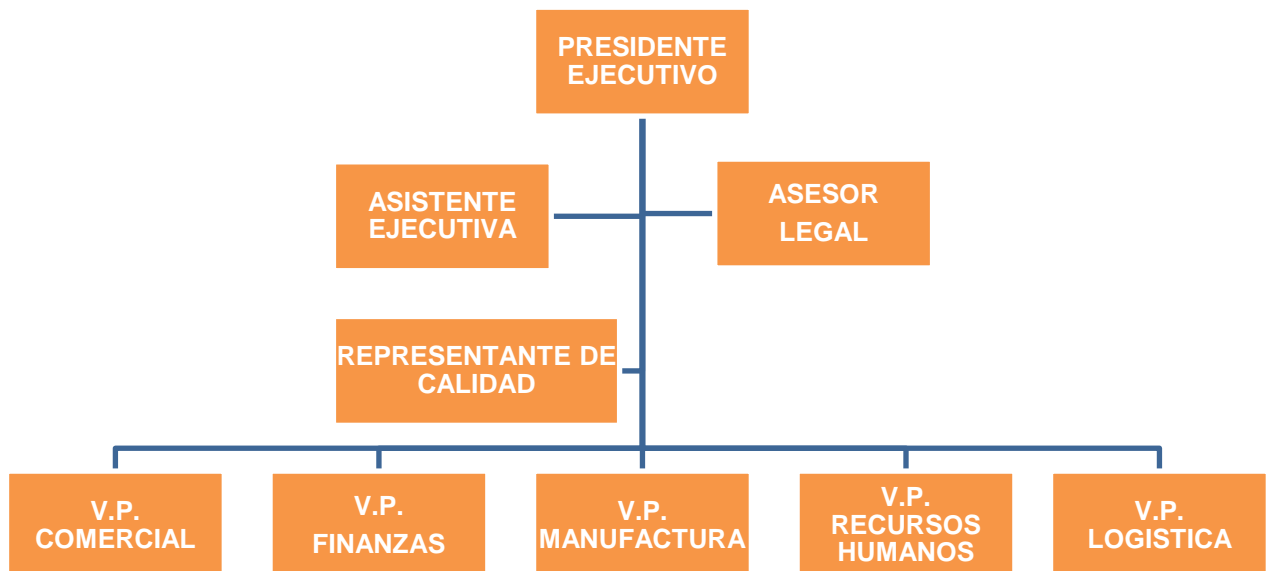 PRESIDENTE
EJECUTIVO
ASISTENTE
EJECUTIVA
ASESOR
LEGAL
REPRESENTANTE DE
CALIDAD
V.P.
COMERCIAL
V.P.
FINANZAS
V.P.
MANUFACTURA
V.P.
RECURSOS
HUMANOS
V.P.
LOGISTICA